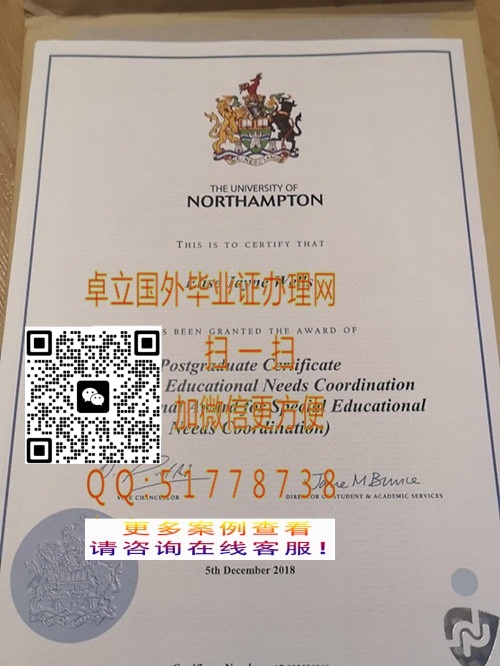 THE UNIVERSITY OF
NORTHAMPTON
THIS IS TO CERTIFY THAT
Elise Jayne Wells
卓立国外毕业证办理网
BEEN GRANTED THE AWARD OF
扫一扫
Postgraduate Certificate
Educational Needs Coordination
Award for Special Educational
加微信更方便
Needs Coordination)
QQ:51778738
VICE CHANCELLOR
DIRECTOR OF STUDENT & ACADEMIC SERVICES
更多案例查看
请咨询在线客服!
5th December 2018